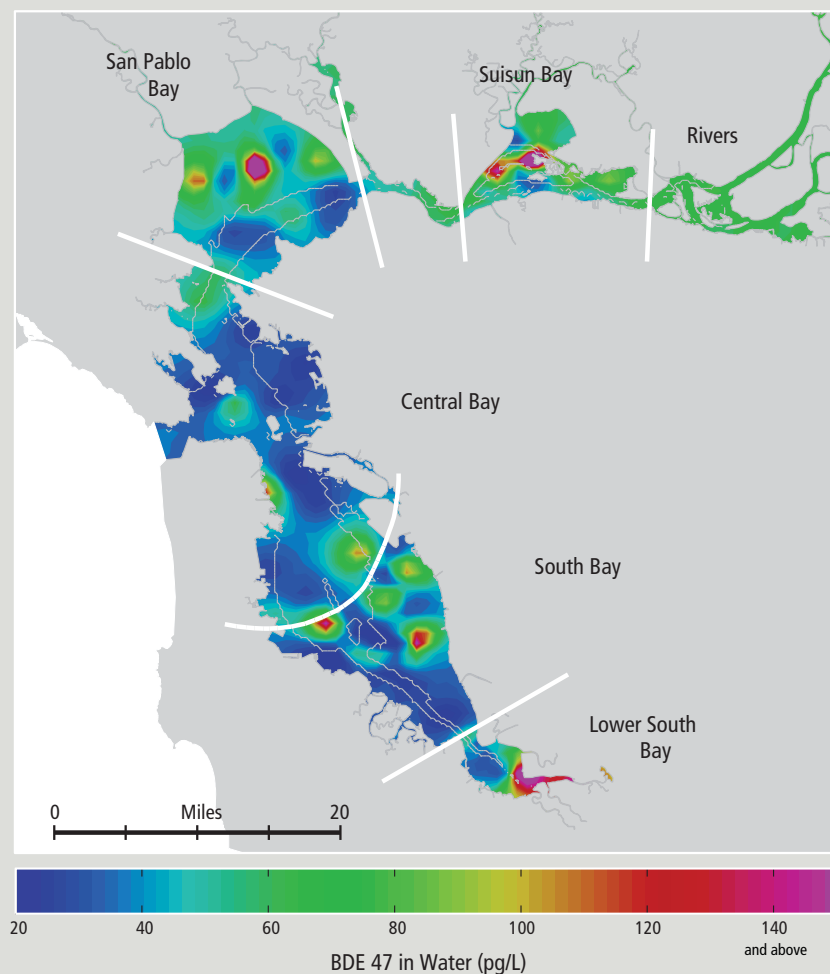 San Pablo
Bay
Suisun Bay
Rivers
Central Bay
South Bay
Lower South
Bay
0 Miles 20
20 40 60 80 100 120 140
and above
BDE 47 in Water (pg/L)